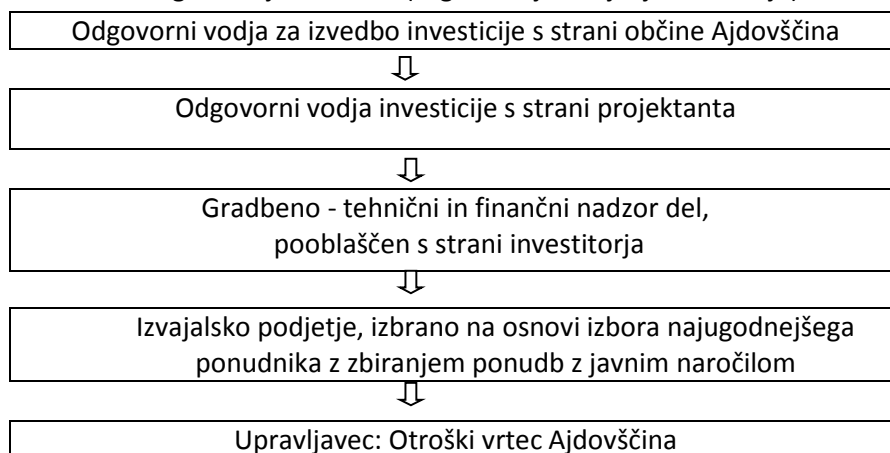 Odgovorni vodja za izvedbo investicije s strani občine Ajdovščina
Odgovorni vodja investicije s strani projektanta
Gradbeno - tehnični in finančni nadzor del,
pooblaščen s strani investitorja
Izvajalsko podjetje, izbrano na osnovi izbora najugodnejšega
ponudnika z zbiranjem ponudb z javnim naročilom
Upravljavec: Otroški vrtec Ajdovščina